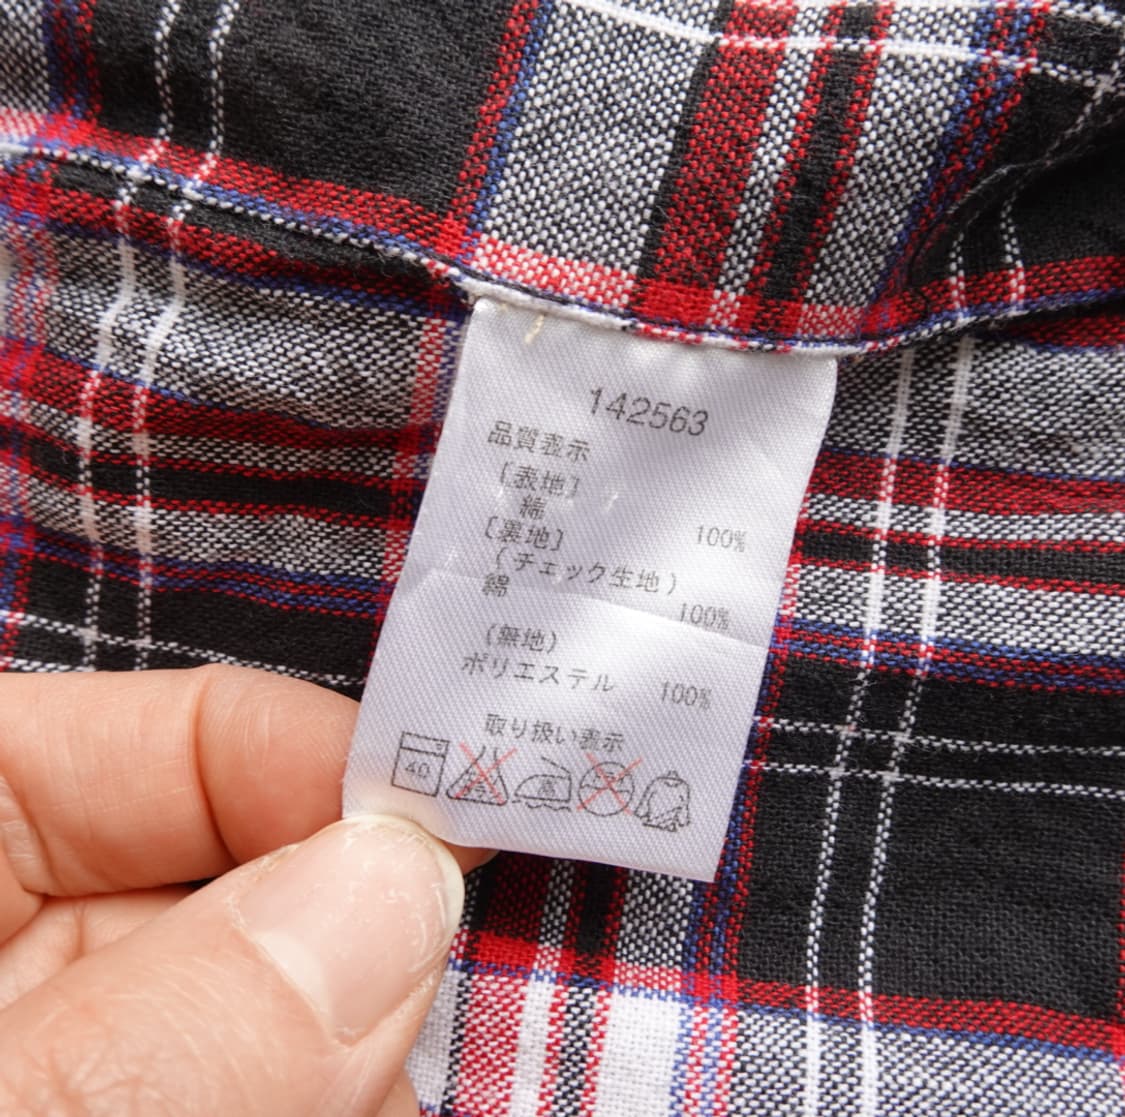 142563
品質表示
〔表地〕
綿 100%
〔裏地〕
(チェック生地)
綿 100%
(無地)
ポリエステル 100%
取り扱い表示
40
高